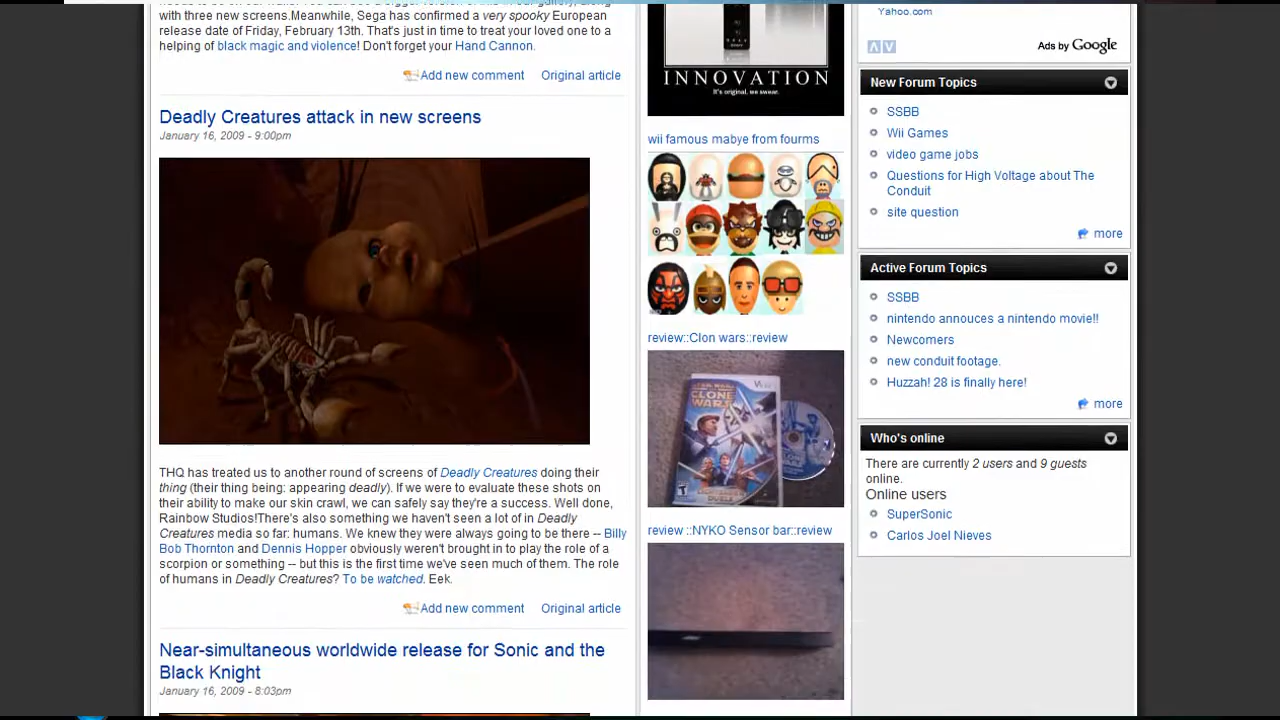 with three new screens.Meanwhile, Sega has confirmed a very spooky European
release date of Friday, February 13th. That's just in time to treat your loved one to a
helping of black magic and violence! Don't forget your Hand Cannon.
Add new comment Original article
Deadly Creatures attack in new screens
January 16, 2009 - 9:00pm
THQ has treated us to another round of screens of Deadly Creatures doing their
thing (their thing being: appearing deadly). If we were to evaluate these shots on
their ability to make our skin crawl, we can safely say they're a success. Well done,
Rainbow Studios!There's also something we haven't seen a lot of in Deadly
Creatures media so far: humans. We knew they were always going to be there -- Billy
Bob Thornton and Dennis Hopper obviously weren't brought in to play the role of a
scorpion or something -- but this is the first time we've seen much of them. The role
of humans in Deadly Creatures? To be watched. Eek.
Add new comment Original article
Near-simultaneous worldwide release for Sonic and the
Black Knight
January 16, 2009 - 8:03pm
INNOVATION
It's original, we swear.
wii famous mabye from fourms
review::Clon wars::review
STAR WARS
THE
CLONE
WARS
Wii
review ::NYKO Sensor bar::review
Yahoo.com
Ads by Google
New Forum Topics
SSBB
Wii Games
video game jobs
Questions for High Voltage about The
Conduit
site question
more
Active Forum Topics
SSBB
nintendo annouces a nintendo movie!!
Newcomers
new conduit footage.
Huzzah! 28 is finally here!
more
Who's online
There are currently 2 users and 9 guests
online.
Online users
SuperSonic
Carlos Joel Nieves